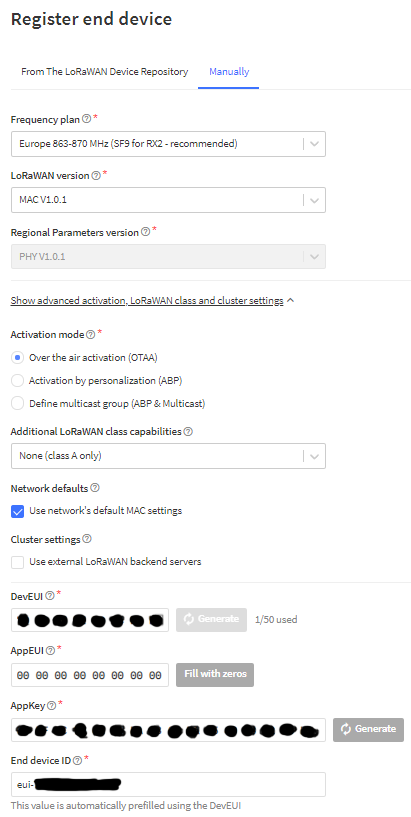 Register end device
From The LoRaWAN Device Repository Manually
Frequency plan *
Europe 863-870 MHz (SF9 for RX2 - recommended)
LoRaWAN version *
MAC V1.0.1
Regional Parameters version *
PHY V1.0.1
Show advanced activation, LoRaWAN class and cluster settings
Activation mode *
Over the air activation (OTAA)
Activation by personalization (ABP)
Define multicast group (ABP & Multicast)
Additional LoRaWAN class capabilities
None (class A only)
Network defaults
Use network's default MAC settings
Cluster settings
Use external LoRaWAN backend servers
DevEUI *
Generate 1/50 used
AppEUI *
00 00 00 00 00 00 00 00 Fill with zeros
AppKey *
Generate
End device ID *
eui-
This value is automatically prefilled using the DevEUI